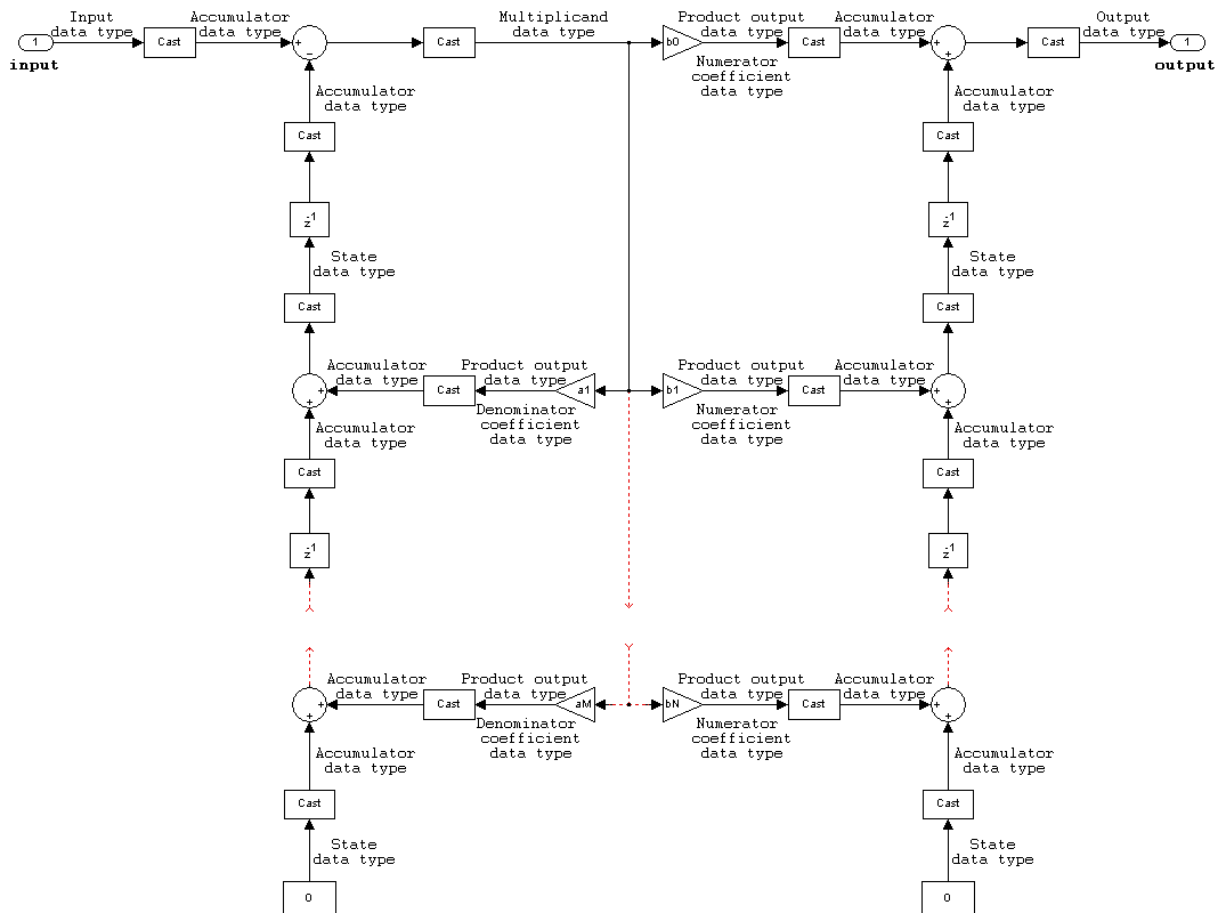 Input
data type
Accumulator
data type
Multiplicand
data type
Product output
data type
Accumulator
data type
Output
data type
1
Cast
+
−
Cast
b0
Cast
+
+
Cast
1
input
output
Numerator
coefficient
data type
Accumulator
data type
Accumulator
data type
Cast
Cast
z-1
z-1
State
data type
State
data type
Cast
Cast
Accumulator
data type
Product output
data type
Product output
data type
Accumulator
data type
+
+
Cast
a1
b1
Cast
+
+
Accumulator
data type
Denominator
coefficient
data type
Numerator
coefficient
data type
Accumulator
data type
Cast
Cast
z-1
z-1
Accumulator
data type
Product output
data type
Product output
data type
Accumulator
data type
+
+
Cast
aM
bN
Cast
+
+
Denominator
coefficient
data type
Numerator
coefficient
data type
Accumulator
data type
Accumulator
data type
Cast
Cast
State
data type
State
data type
0
0